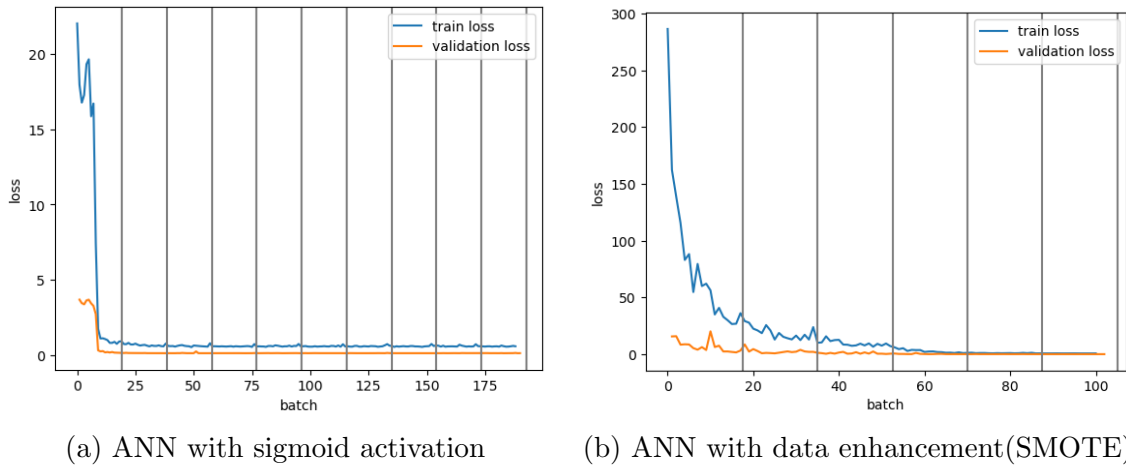 train loss
validation loss
20
15
10
5
0
loss
0
25
50
75
100
125
150
175
batch
(a) ANN with sigmoid activation
train loss
validation loss
300
250
200
150
100
50
0
loss
0
20
40
60
80
100
batch
(b) ANN with data enhancement(SMOTE)